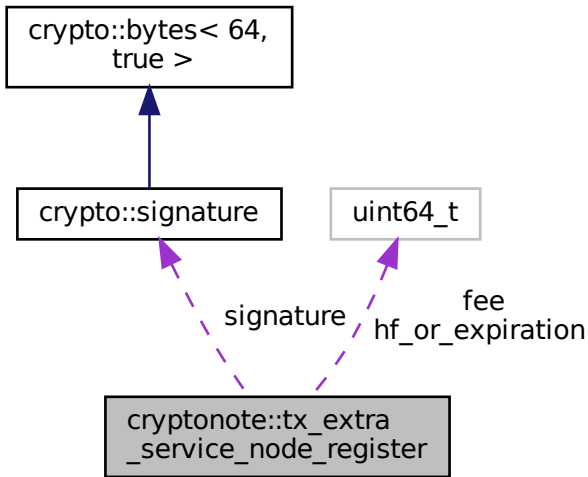 crypto::bytes< 64,
true >
crypto::signature
uint64_t
signature
fee
hf_or_expiration
cryptonote::tx_extra
_service_node_register